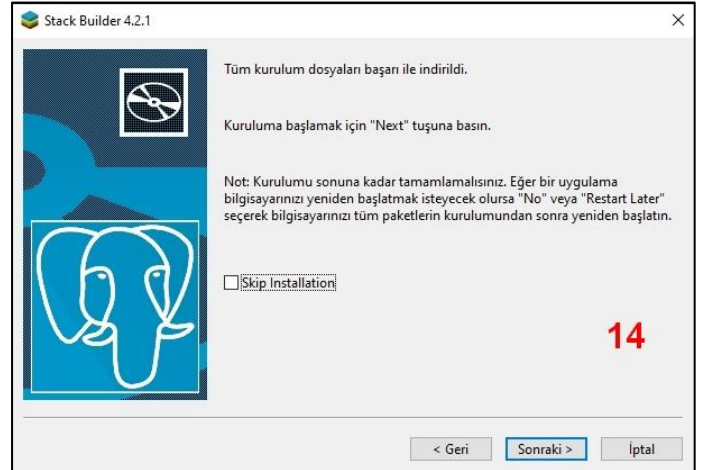 Stack Builder 4.2.1
Tüm kurulum dosyaları başarı ile indirildi.
Kuruluma başlamak için "Next" tuşuna basın.
Not: Kurulumu sonuna kadar tamamlamalısınız. Eğer bir uygulama
bilgisayarınızı yeniden başlatmak isteyecek olursa "No" veya "Restart Later"
seçerek bilgisayarınızı tüm paketlerin kurulumundan sonra yeniden başlatın.
Skip Installation
14
< Geri
Sonraki >
İptal